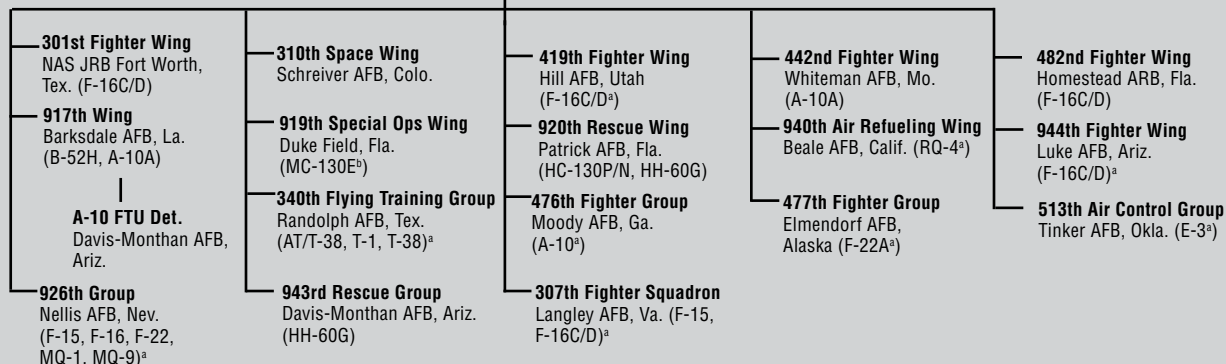 301st Fighter Wing
NAS JRB Fort Worth,
Tex. (F-16C/D)
917th Wing
Barksdale AFB, La.
(B-52H, A-10A)
A-10 FTU Det.
Davis-Monthan AFB,
Ariz.
926th Group
Nellis AFB, Nev.
(F-15, F-16, F-22,
MQ-1, MQ-9)ª
310th Space Wing
Schreiver AFB, Colo.
919th Special Ops Wing
Duke Field, Fla.
(MC-130Eᵇ)
340th Flying Training Group
Randolph AFB, Tex.
(AT/T-38, T-1, T-38)ª
943rd Rescue Group
Davis-Monthan AFB, Ariz.
(HH-60G)
419th Fighter Wing
Hill AFB, Utah
(F-16C/Dª)
920th Rescue Wing
Patrick AFB, Fla.
(HC-130P/N, HH-60G)
476th Fighter Group
Moody AFB, Ga.
(A-10ª)
307th Fighter Squadron
Langley AFB, Va. (F-15,
F-16C/D)ª
442nd Fighter Wing
Whiteman AFB, Mo.
(A-10A)
940th Air Refueling Wing
Beale AFB, Calif. (RQ-4ª)
477th Fighter Group
Elmendorf AFB,
Alaska (F-22Aª)
482nd Fighter Wing
Homestead ARB, Fla.
(F-16C/D)
944th Fighter Wing
Luke AFB, Ariz.
(F-16C/D)ª
513th Air Control Group
Tinker AFB, Okla. (E-3ª)